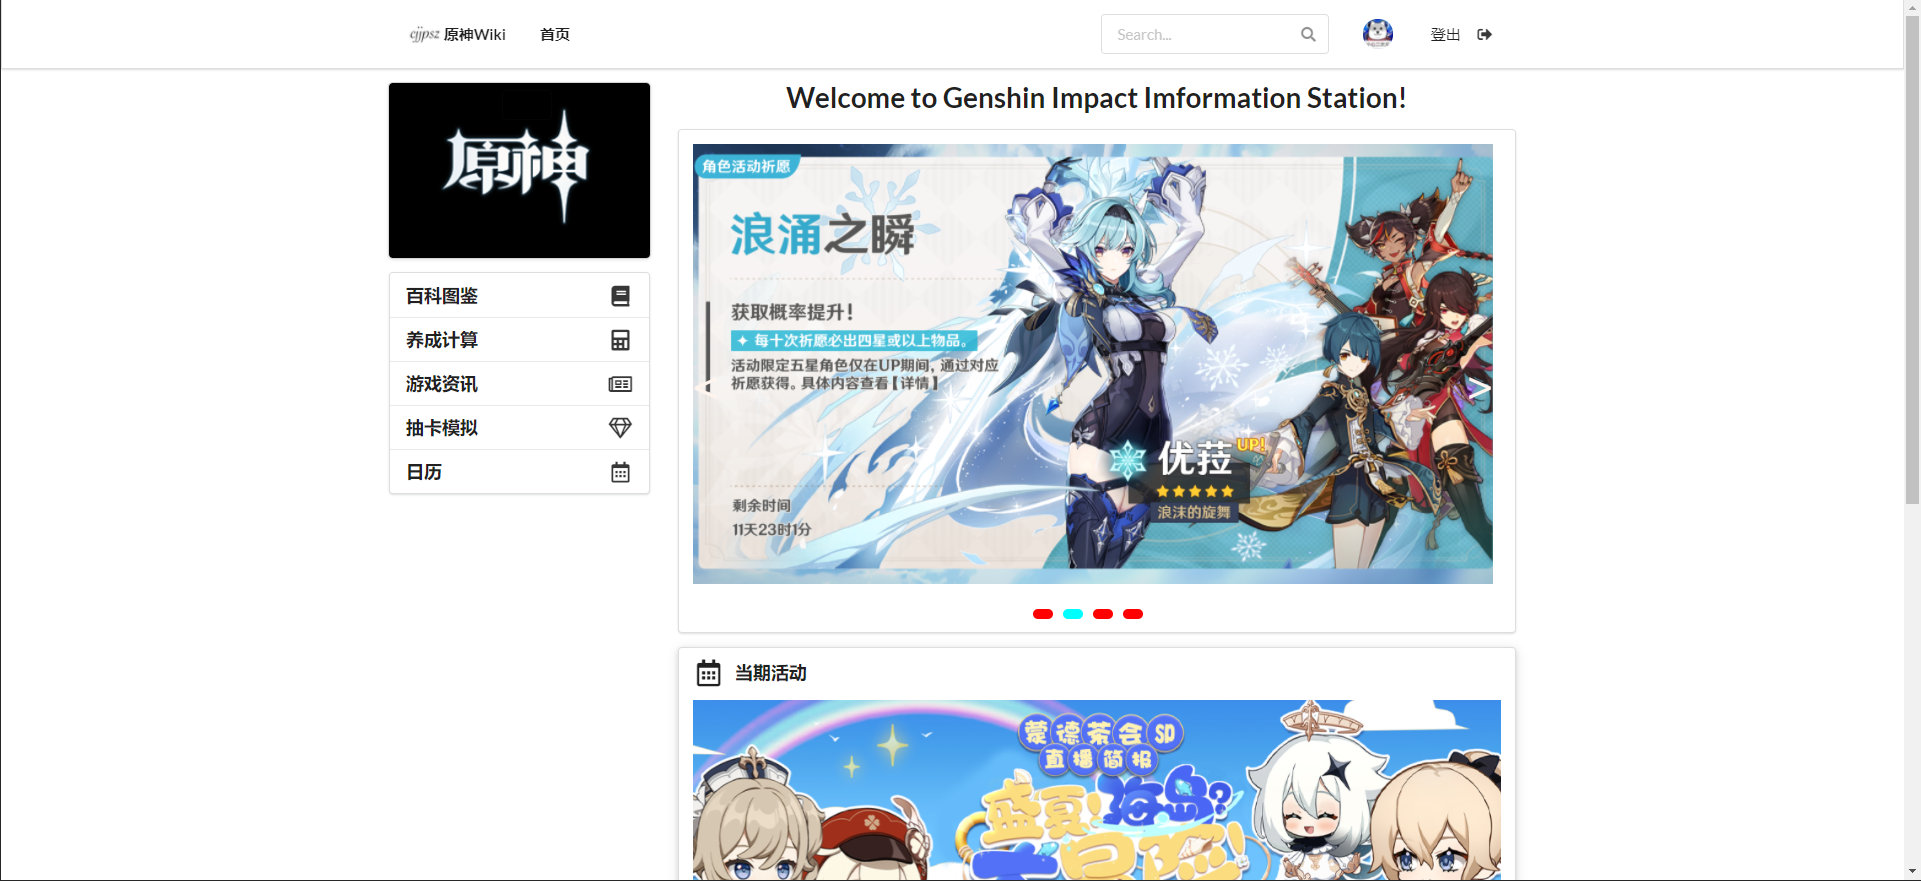 cjjpsz 原神Wiki
首页
Search...
登出
原神
百科图鉴
养成计算
游戏资讯
抽卡模拟
日历
Welcome to Genshin Impact Imformation Station!
角色活动祈愿
浪涌之瞬
获取概率提升！
✦ 每十次祈愿必出四星或以上物品。
活动限定五星角色仅在UP期间，通过对应
祈愿获得。具体内容查看【详情】
<
>
优菈 UP!
浪沫的旋舞
剩余时间
11天23时1分
当期活动
蒙德茶会SD
直播简报
盛夏！海岛？
大冒险！